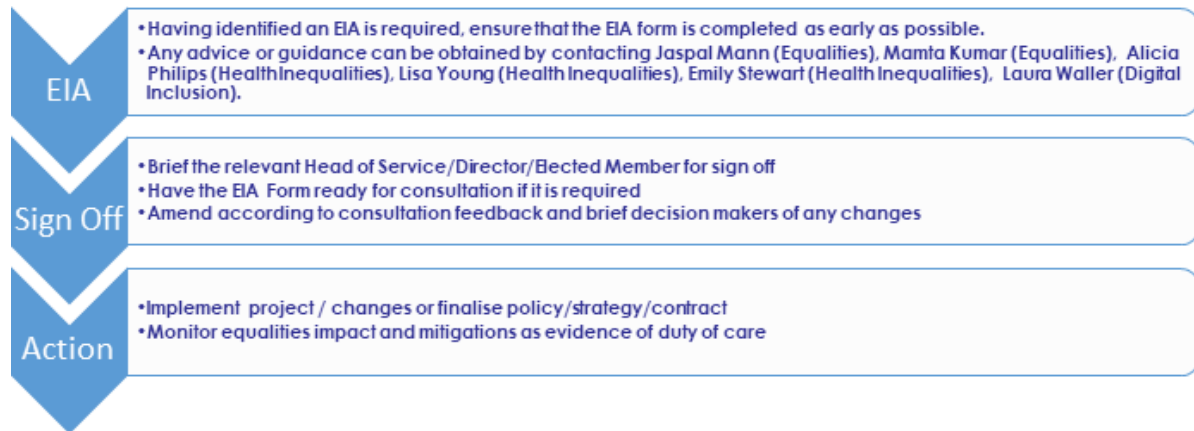 EIA
•Having identified an EIA is required, ensure that the EIA form is completed as early as possible.
•Any advice or guidance can be obtained by contacting Jaspal Mann (Equalities), Mamta Kumar (Equalities), Alicia
Philips (Health Inequalities), Lisa Young (Health Inequalities), Emily Stewart (Health Inequalities), Laura Waller (Digital
Inclusion).
Sign Off
•Brief the relevant Head of Service/Director/Elected Member for sign off
•Have the EIA Form ready for consultation if it is required
•Amend according to consultation feedback and brief decision makers of any changes
Action
•Implement project / changes or finalise policy/strategy/contract
•Monitor equalities impact and mitigations as evidence of duty of care